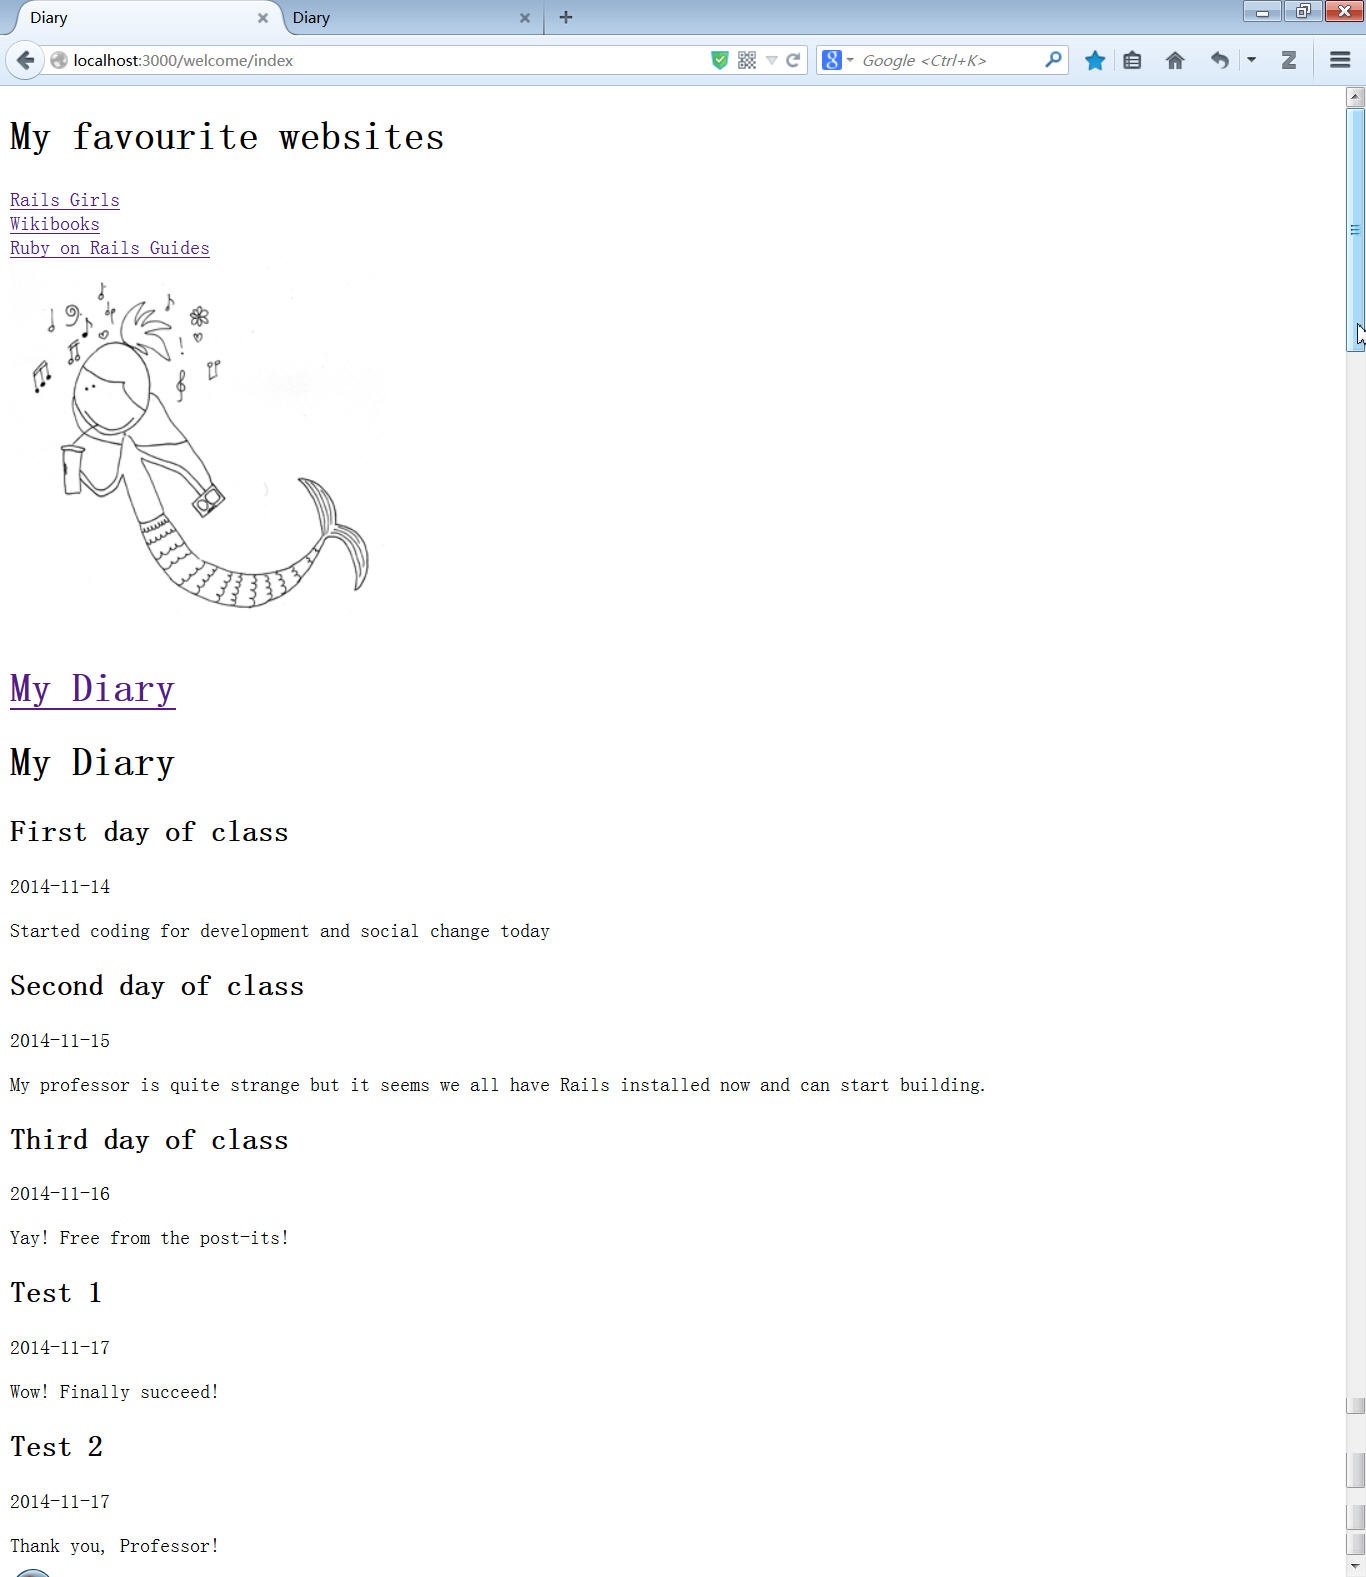 Diary
Diary
localhost:3000/welcome/index
Google <Ctrl+K>
My favourite websites
Rails Girls
Wikibooks
Ruby on Rails Guides
My Diary
My Diary
First day of class
2014-11-14
Started coding for development and social change today
Second day of class
2014-11-15
My professor is quite strange but it seems we all have Rails installed now and can start building.
Third day of class
2014-11-16
Yay! Free from the post-its!
Test 1
2014-11-17
Wow! Finally succeed!
Test 2
2014-11-17
Thank you, Professor!